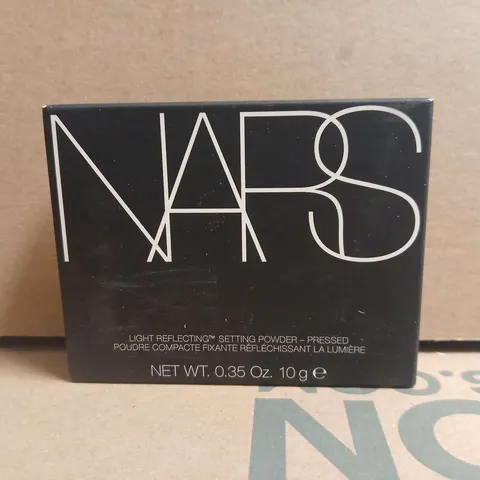 NARS
LIGHT REFLECTING™ SETTING POWDER – PRESSED
POUDRE COMPACTE FIXANTE RÉFLÉCHISSANT LA LUMIÈRE
NET WT. 0.35 Oz. 10 g ℮